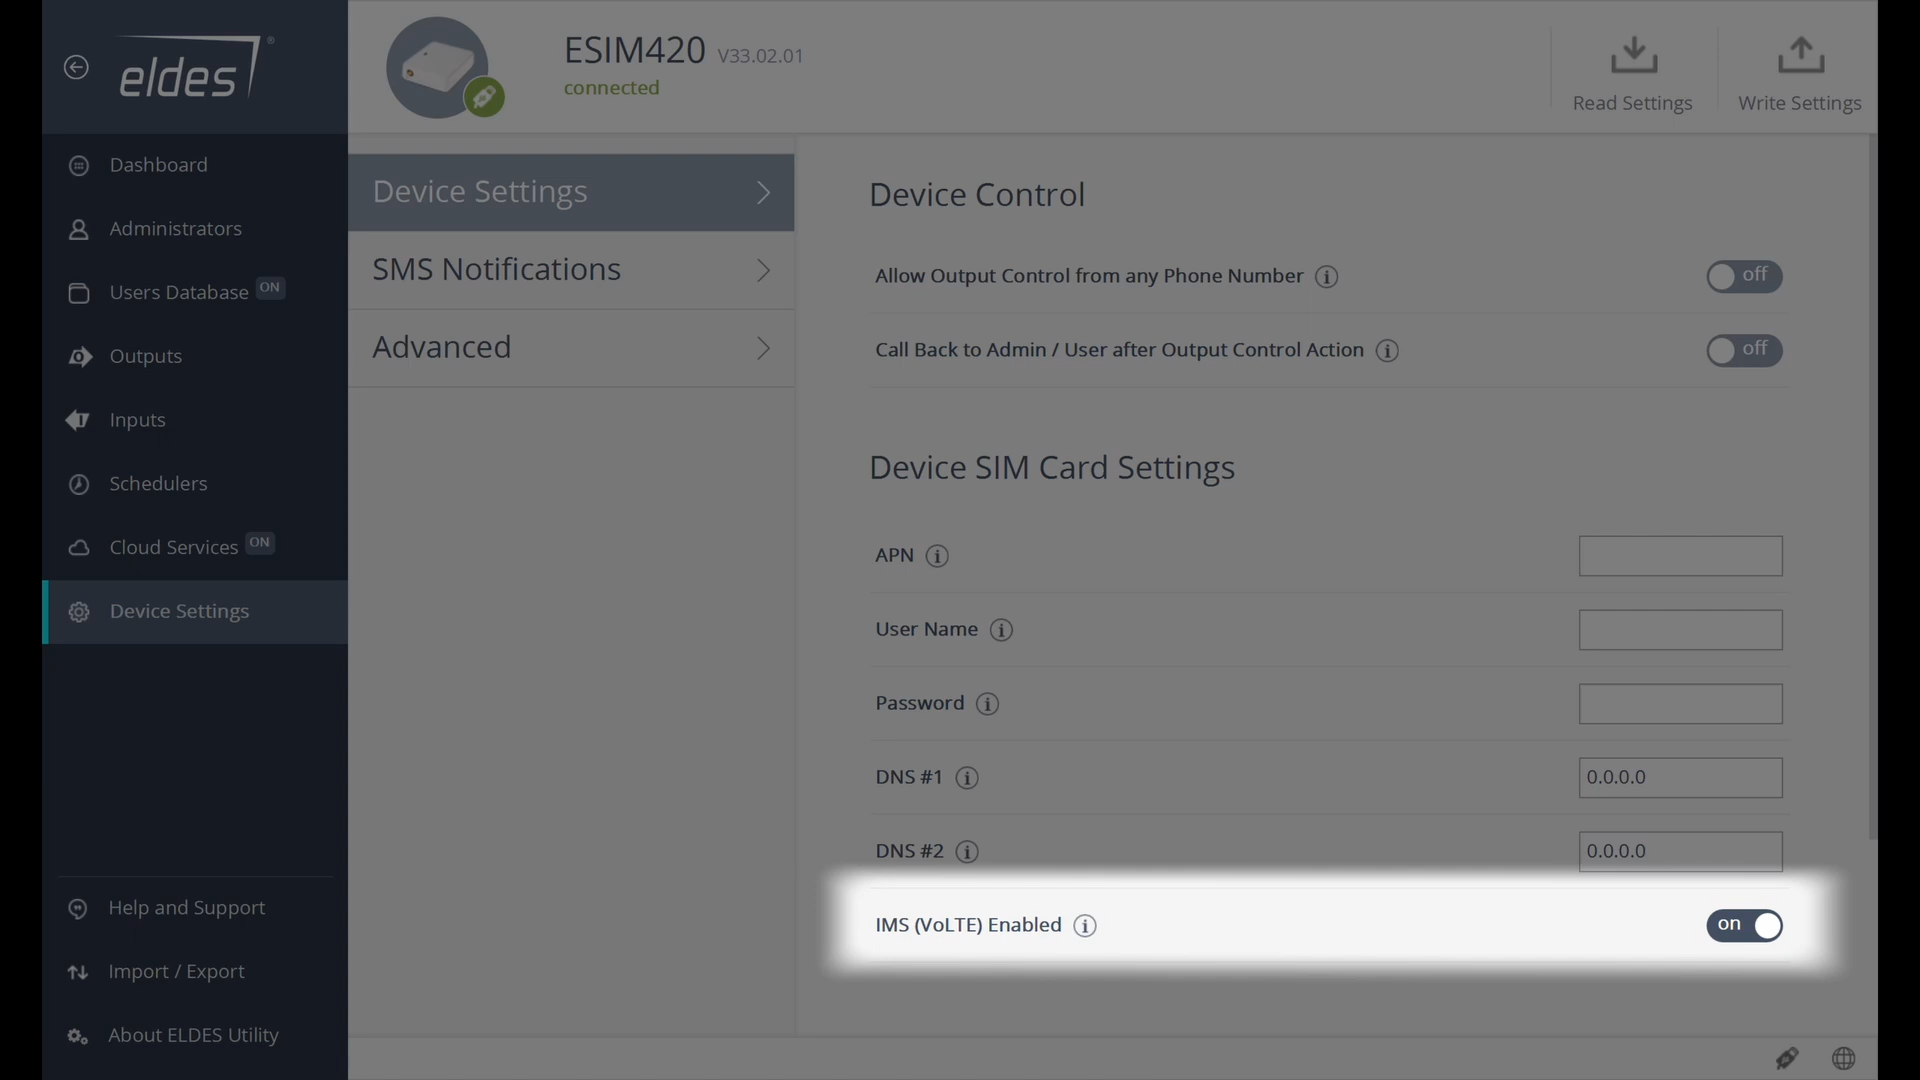 eldes®
ESIM420 V33.02.01
connected
Read Settings
Write Settings
Dashboard
Administrators
Users Database ON
Outputs
Inputs
Schedulers
Cloud Services ON
Device Settings
Help and Support
Import / Export
About ELDES Utility
Device Settings
SMS Notifications
Advanced
Device Control
Allow Output Control from any Phone Number i off
Call Back to Admin / User after Output Control Action i off
Device SIM Card Settings
APN i
User Name i
Password i
DNS #1 i 0.0.0.0
DNS #2 i 0.0.0.0
IMS (VoLTE) Enabled i on